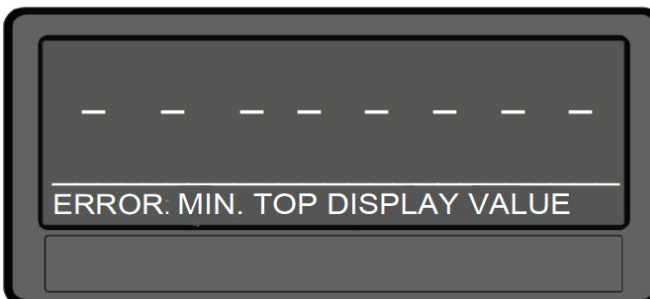 - - - - - - - -
ERROR: MIN. TOP DISPLAY VALUE